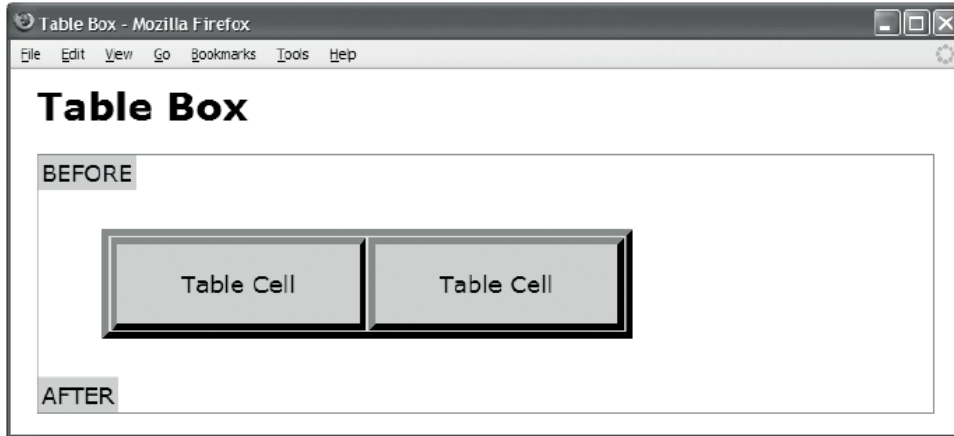 Table Box - Mozilla Firefox
File Edit View Go Bookmarks Tools Help
Table Box
BEFORE
Table Cell Table Cell
AFTER